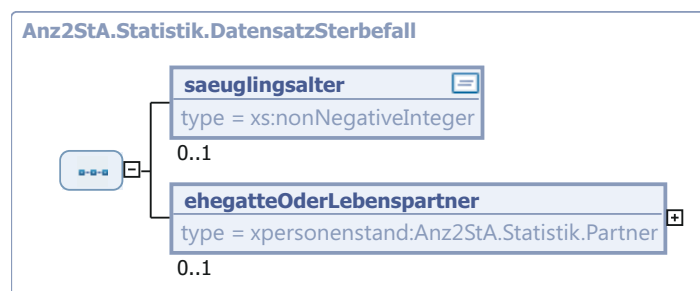 Anz2StA.Statistik.DatensatzSterbefall
saeuglingsalter
type = xs:nonNegativeInteger
0..1
ehegatteOderLebenspartner
type = xpersonenstand:Anz2StA.Statistik.Partner
0..1